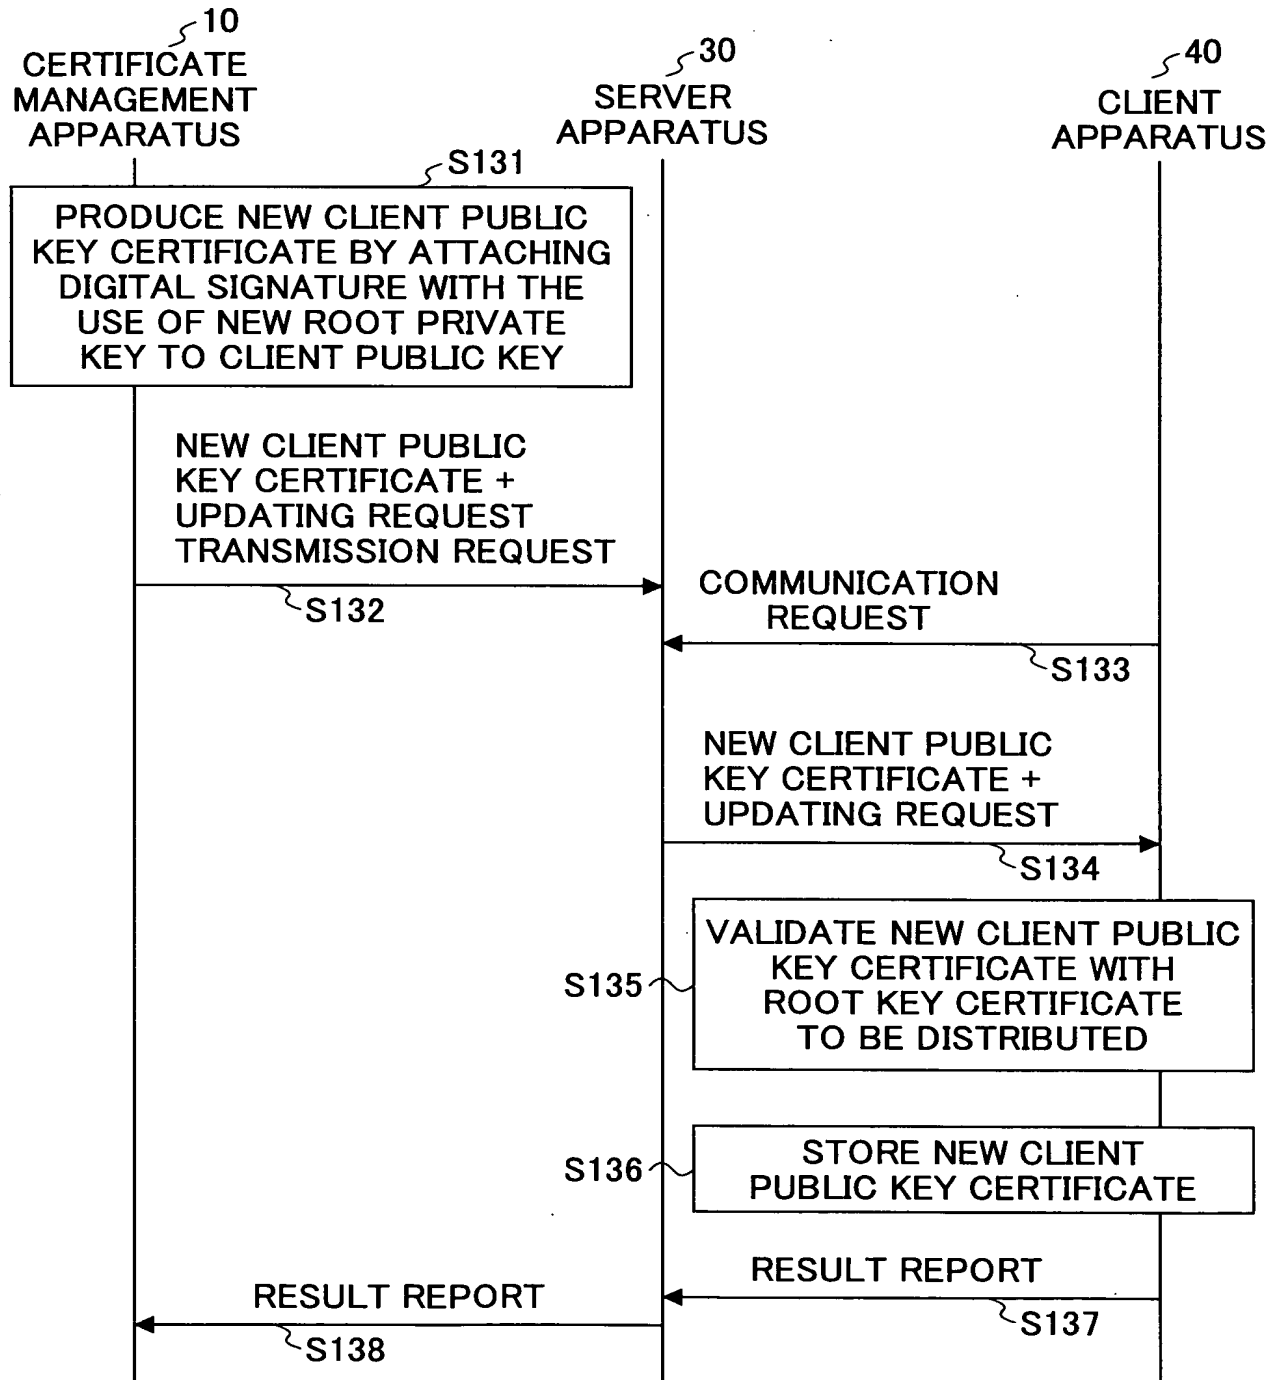 10
CERTIFICATE
MANAGEMENT
APPARATUS
30
SERVER
APPARATUS
40
CLIENT
APPARATUS
S131
PRODUCE NEW CLIENT PUBLIC
KEY CERTIFICATE BY ATTACHING
DIGITAL SIGNATURE WITH THE
USE OF NEW ROOT PRIVATE
KEY TO CLIENT PUBLIC KEY
NEW CLIENT PUBLIC
KEY CERTIFICATE +
UPDATING REQUEST
TRANSMISSION REQUEST
S132
COMMUNICATION
REQUEST
S133
NEW CLIENT PUBLIC
KEY CERTIFICATE +
UPDATING REQUEST
S134
VALIDATE NEW CLIENT PUBLIC
KEY CERTIFICATE WITH
ROOT KEY CERTIFICATE
TO BE DISTRIBUTED
S135
STORE NEW CLIENT
PUBLIC KEY CERTIFICATE
S136
RESULT REPORT
S137
RESULT REPORT
S138